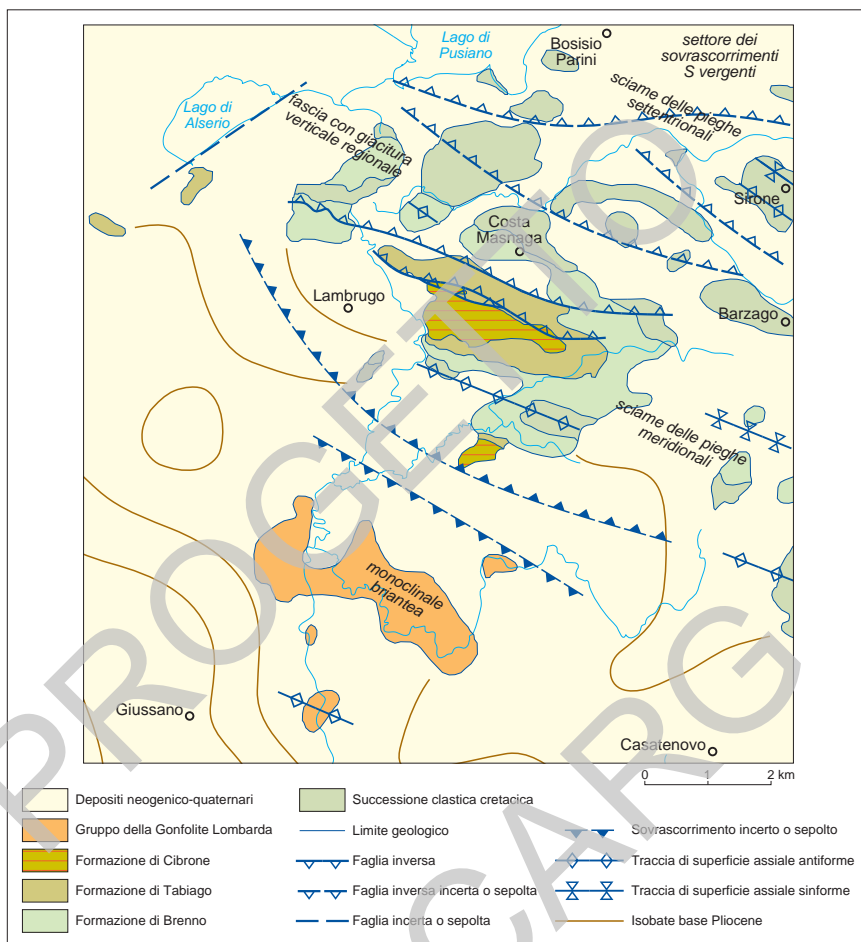 Lago di
Pusiano
Bosisio
Parini
settore dei
sovrascorrimenti
S vergenti
Lago di
Alserio
fascia con giacitura
verticale regionale
sciame delle pieghe
settentrionali
Sirone
Costa
Masnaga
Lambrugo
Barzago
sciame delle pieghe
meridionali
monoclinale
briantea
Giussano
Casatenovo
0 1 2 km
Depositi neogenico-quaternari
Gruppo della Gonfolite Lombarda
Formazione di Cibrone
Formazione di Tabiago
Formazione di Brenno
Successione clastica cretacica
Limite geologico
Faglia inversa
Faglia inversa incerta o sepolta
Faglia incerta o sepolta
Sovrascorrimento incerto o sepolto
Traccia di superficie assiale antiforme
Traccia di superficie assiale sinforme
Isobate base Pliocene
PROGETTO
CARG